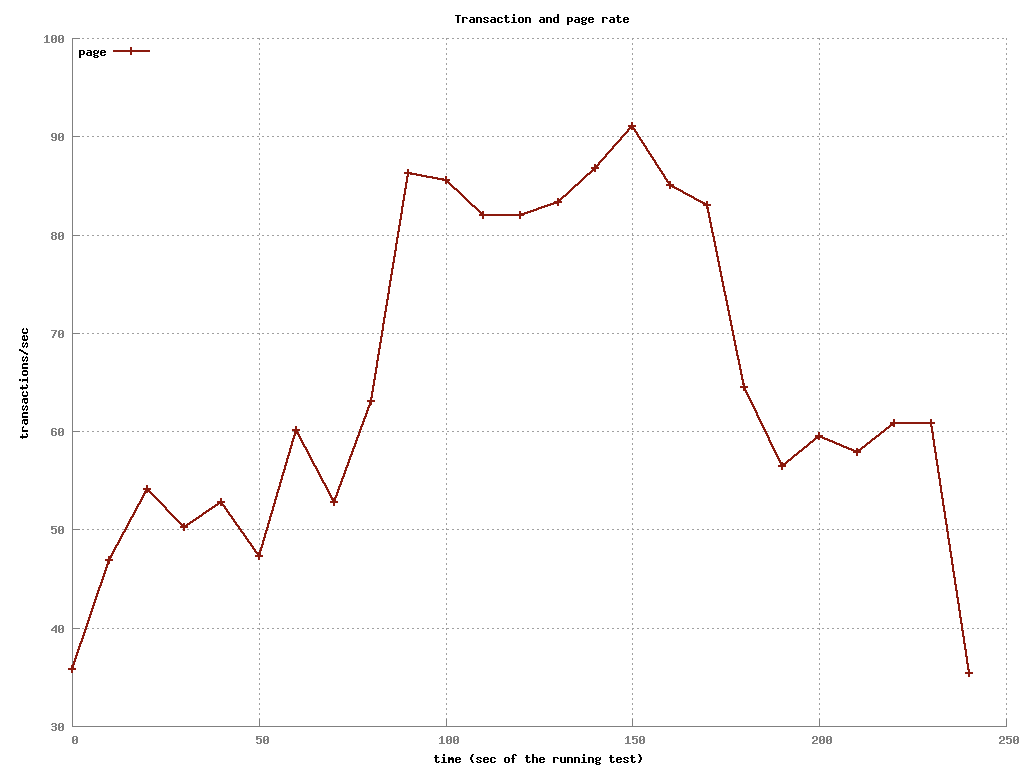 Transaction and page rate
100
page
90
80
70
transactions/sec
60
50
40
30
0 50 100 150 200 250
time (sec of the running test)